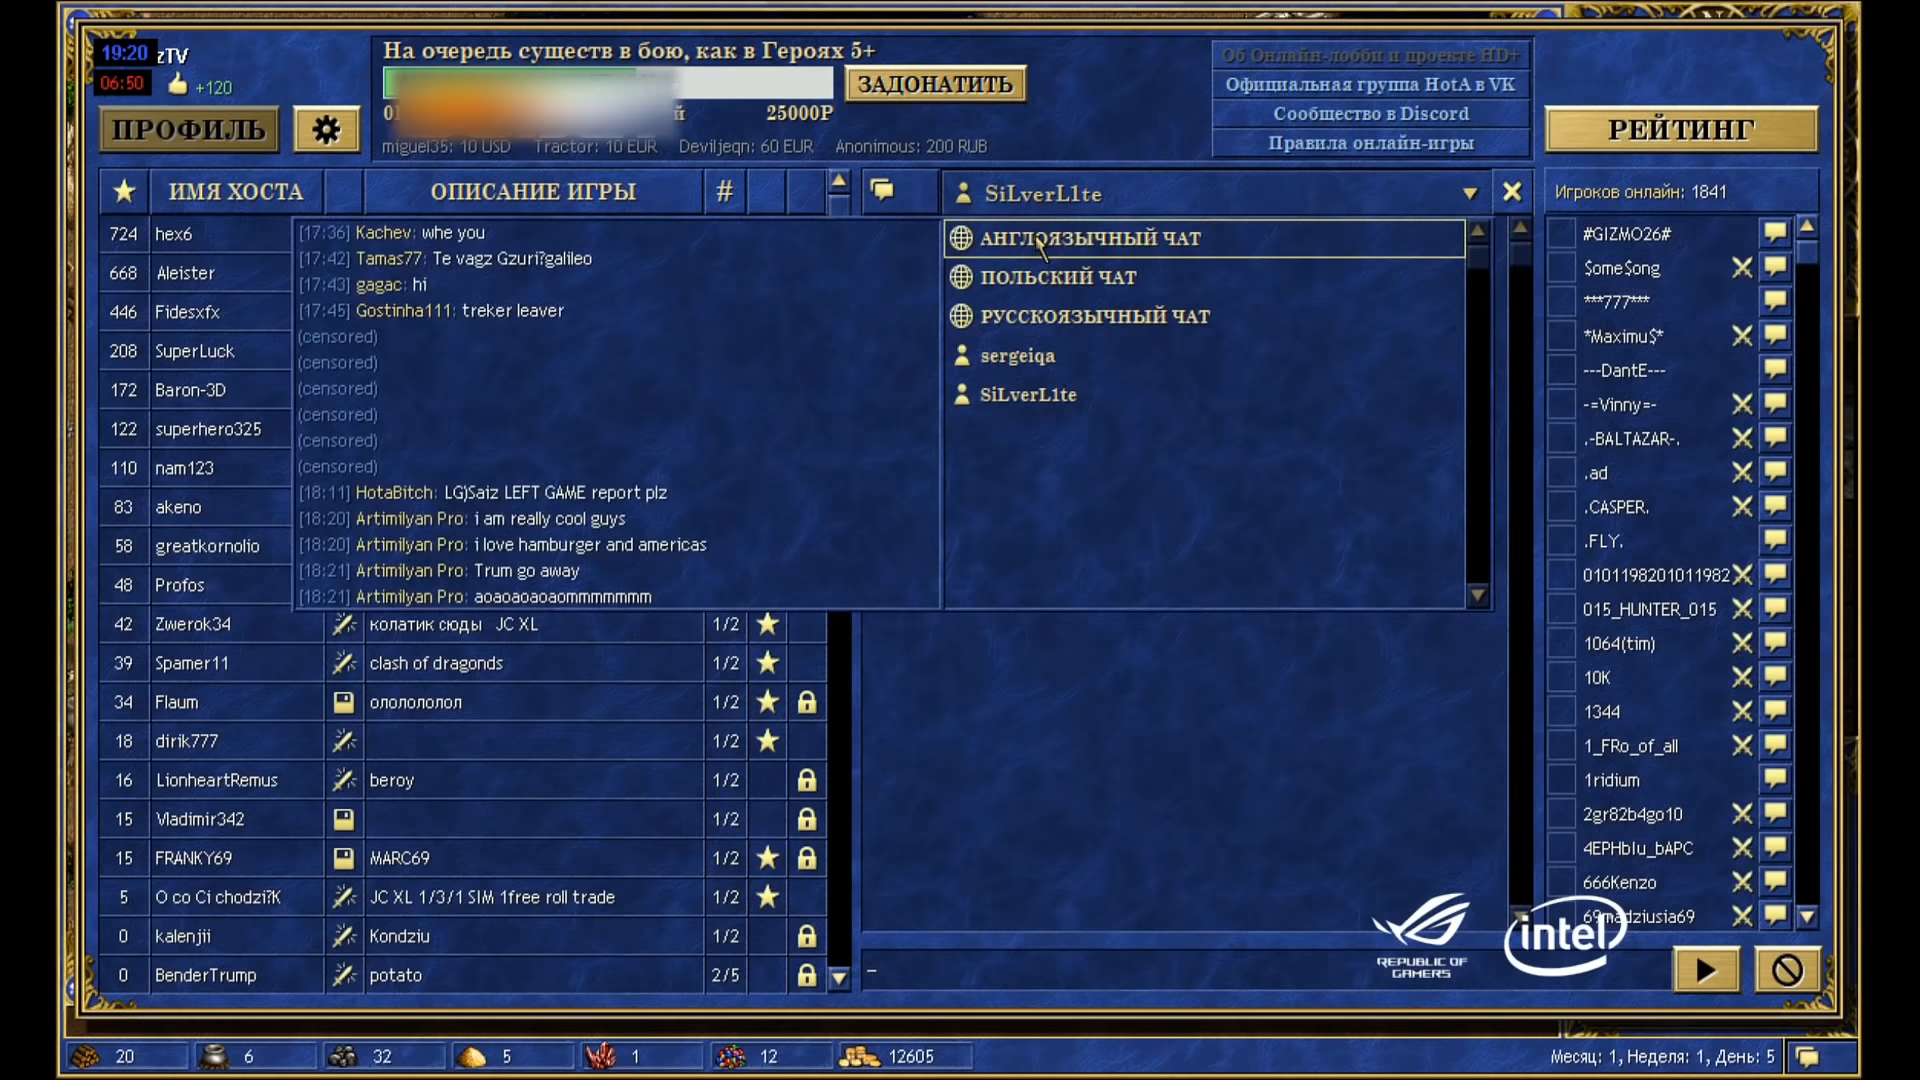 19:20
zTV
06:50
+120
ПРОФИЛЬ
На очередь существ в бою, как в Героях 5+
ЗАДОНАТИТЬ
25000Р
miguel35: 10 USD Tractor: 10 EUR Deviljeqn: 60 EUR Anonimous: 200 RUB
Об Онлайн-лобби и проекте HD+
Официальная группа HotA в VK
Сообщество в Discord
Правила онлайн-игры
РЕЙТИНГ
ИМЯ ХОСТА ОПИСАНИЕ ИГРЫ #
SiLverL1te
Игроков онлайн: 1841
724 hex6
668 Aleister
446 Fidesxfx
208 SuperLuck
172 Baron-3D
122 superhero325
110 nam123
83 akeno
58 greatkornolio
48 Profos
42 Zwerok34 колатик сюды JC XL 1/2
39 Spamer11 clash of dragonds 1/2
34 Flaum ололололол 1/2
18 dirik777 1/2
16 LionheartRemus beroy 1/2
15 Vladimir342 1/2
15 FRANKY69 MARC69 1/2
5 O co Ci chodzi?K JC XL 1/3/1 SIM 1free roll trade 1/2
0 kalenjii Kondziu 1/2
0 BenderTrump potato 2/5
[17:36] Kachev: whe you
[17:42] Tamas77: Te vagz Gzuri?galileo
[17:43] gagac: hi
[17:45] Gostinha111: treker leaver
(censored)
(censored)
(censored)
(censored)
(censored)
(censored)
[18:11] HotaBitch: LG)Saiz LEFT GAME report plz
[18:20] Artimilyan Pro: i am really cool guys
[18:20] Artimilyan Pro: i love hamburger and americas
[18:21] Artimilyan Pro: Trum go away
[18:21] Artimilyan Pro: aoaoaoaoaommmmmmm
АНГЛОЯЗЫЧНЫЙ ЧАТ
ПОЛЬСКИЙ ЧАТ
РУССКОЯЗЫЧНЫЙ ЧАТ
sergeiqa
SiLverL1te
#GIZMO26#
$ome$ong
***777***
*Maximu$*
---DantE---
-=Vinny=-
.-BALTAZAR-.
.ad
.CASPER.
.FLY.
0101198201011982
015_HUNTER_015
1064(tim)
10K
1344
1_FRo_of_all
1ridium
2gr82b4go10
4EPHbIu_bAPC
666Kenzo
69madziusia69
REPUBLIC OF
GAMERS
intel
20 6 32 5 1 12 12605
Месяц: 1, Неделя: 1, День: 5